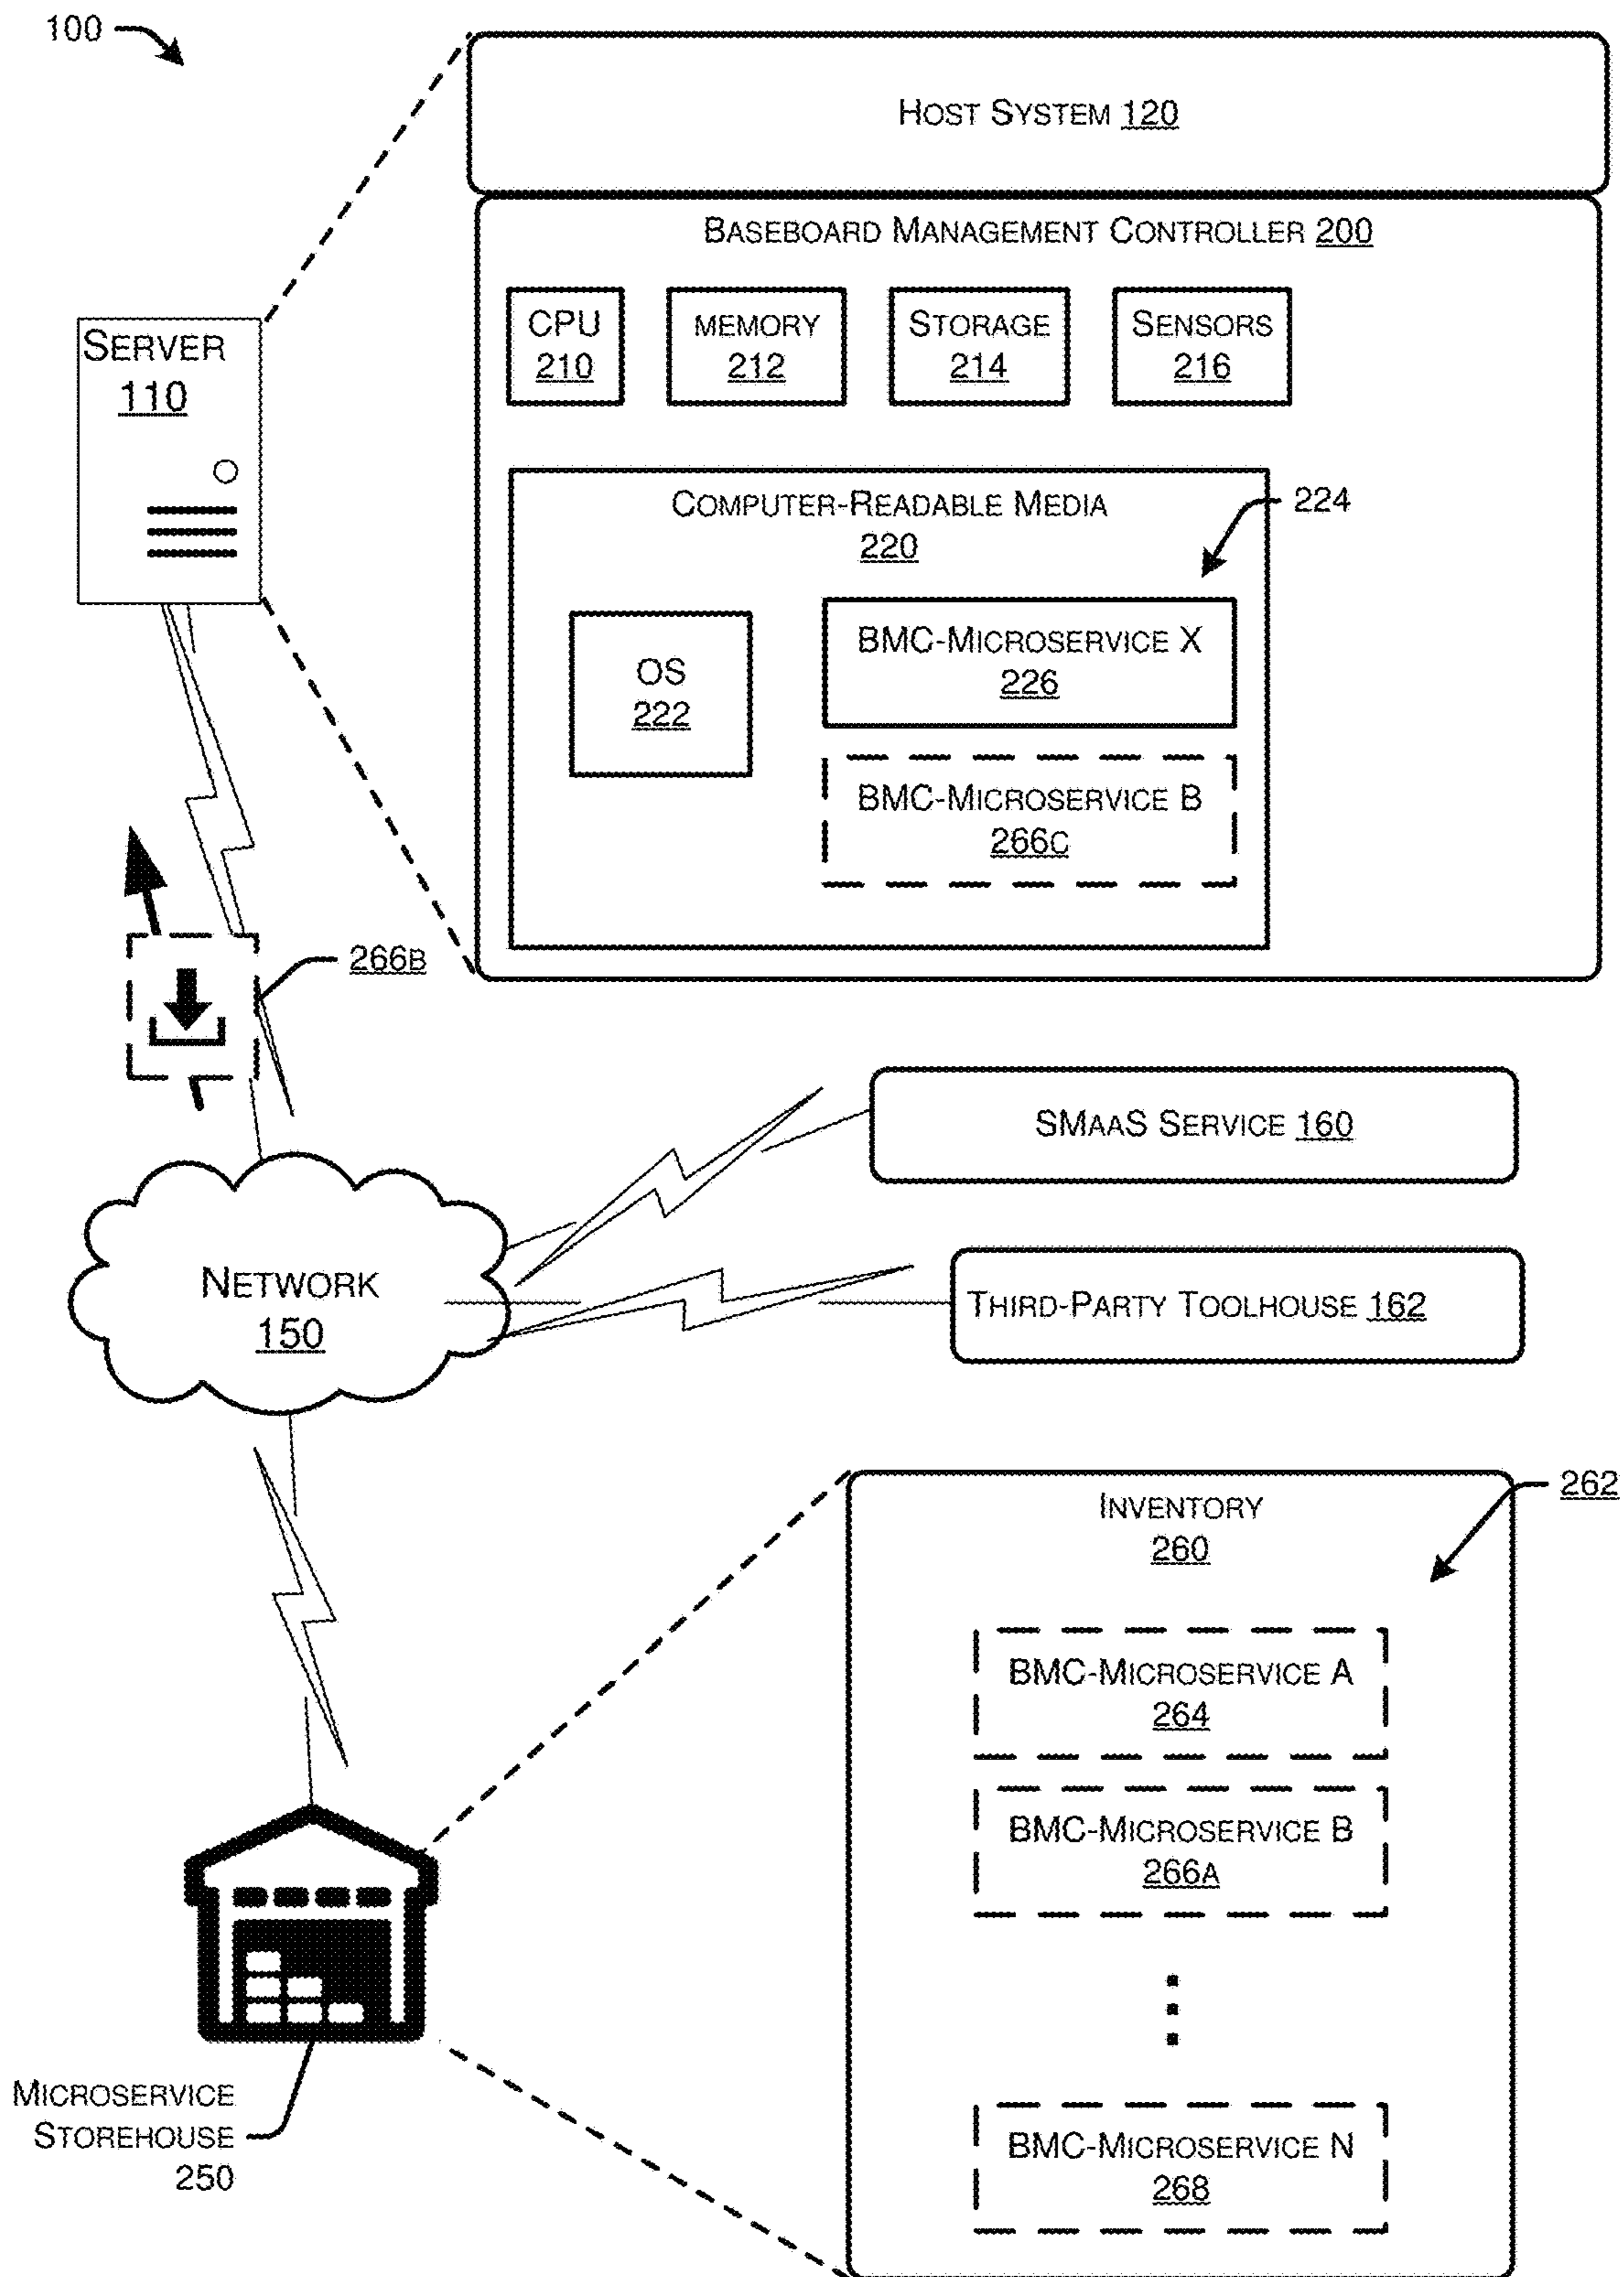 100
HOST SYSTEM 120
BASEBOARD MANAGEMENT CONTROLLER 200
CPU
210
MEMORY
212
STORAGE
214
SENSORS
216
SERVER
110
COMPUTER-READABLE MEDIA
220
224
OS
222
BMC-MICROSERVICE X
226
BMC-MICROSERVICE B
266C
266B
SMAAS SERVICE 160
NETWORK
150
THIRD-PARTY TOOLHOUSE 162
INVENTORY
260
262
BMC-MICROSERVICE A
264
BMC-MICROSERVICE B
266A
MICROSERVICE
STOREHOUSE
250
BMC-MICROSERVICE N
268